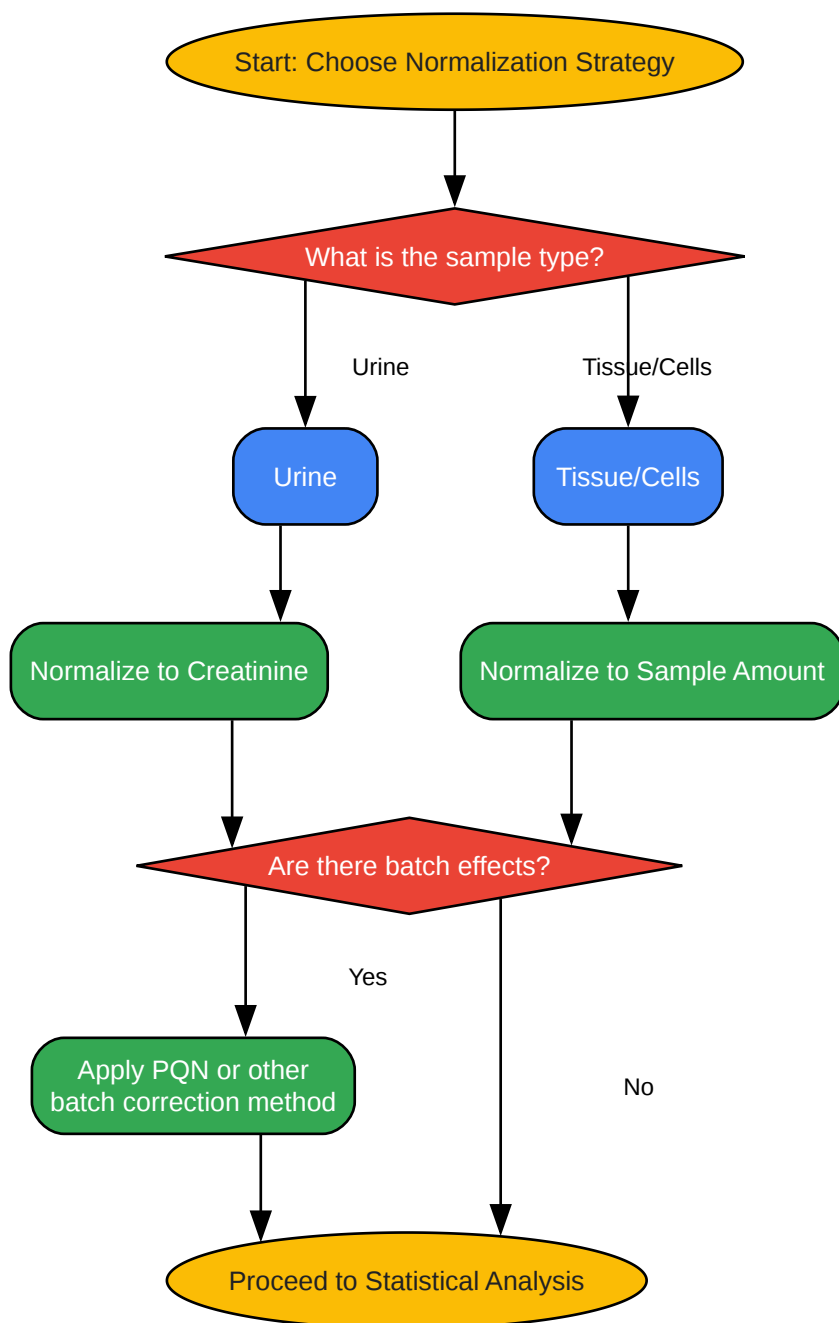 Start: Choose Normalization Strategy
What is the sample type?
Urine
Tissue/Cells
Urine
Tissue/Cells
Normalize to Creatinine
Normalize to Sample Amount
Are there batch effects?
Yes
Apply PQN or other
batch correction method
No
Proceed to Statistical Analysis